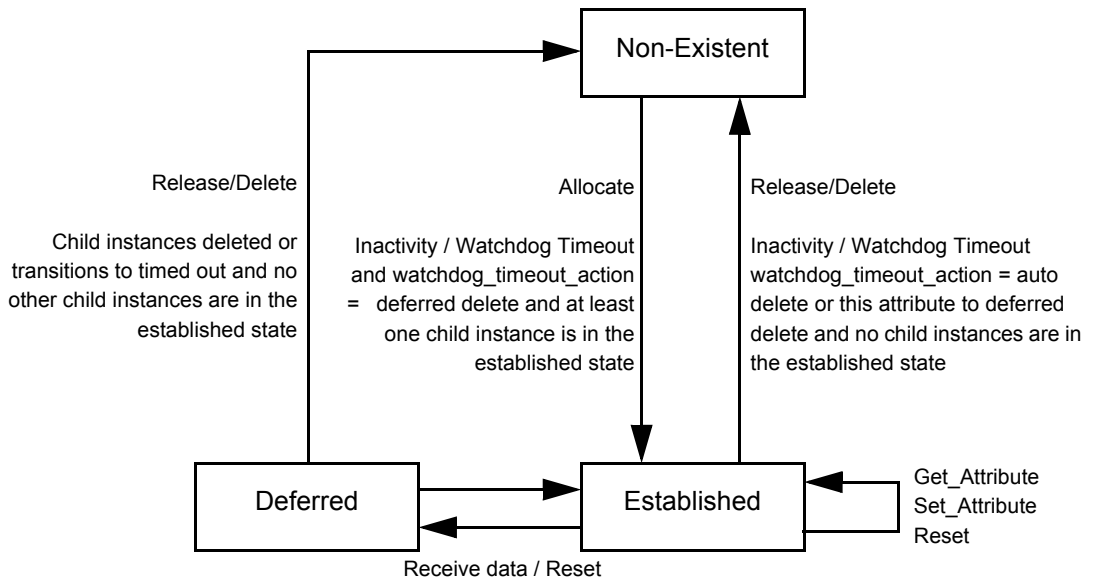 Non-Existent
Release/Delete
Child instances deleted or
transitions to timed out and no
other child instances are in the
established state
Allocate
Inactivity / Watchdog Timeout
and watchdog_timeout_action
= deferred delete and at least
one child instance is in the
established state
Release/Delete
Inactivity / Watchdog Timeout
watchdog_timeout_action = auto
delete or this attribute to deferred
delete and no child instances are in
the established state
Deferred
Established
Get_Attribute
Set_Attribute
Reset
Receive data / Reset